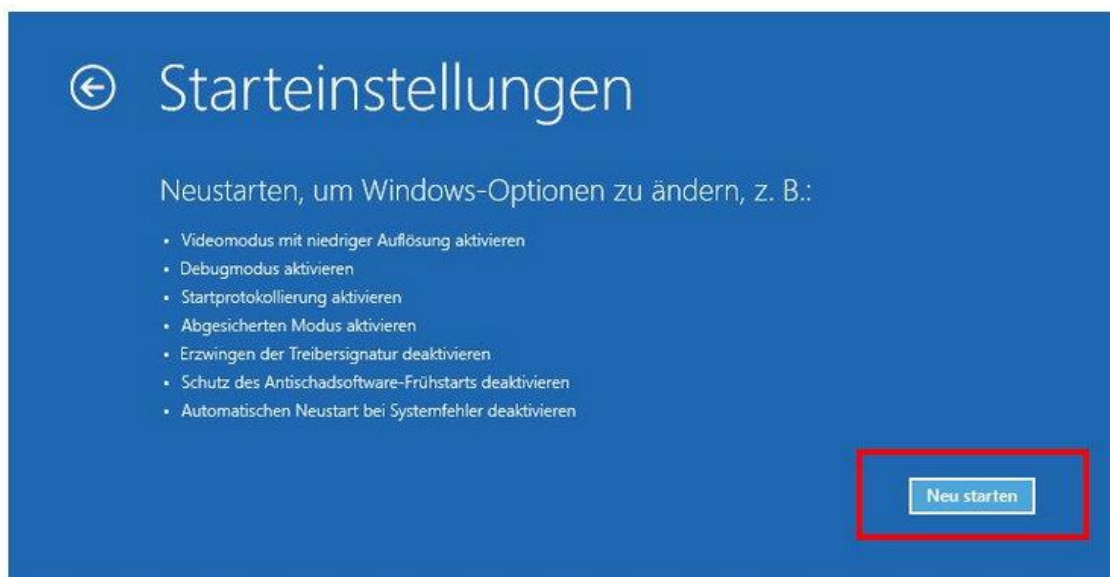 Starteinstellungen
Neustarten, um Windows-Optionen zu ändern, z. B.:
• Videomodus mit niedriger Auflösung aktivieren
• Debugmodus aktivieren
• Startprotokollierung aktivieren
• Abgesicherten Modus aktivieren
• Erzwingen der Treibersignatur deaktivieren
• Schutz des Antischadsoftware-Frühstarts deaktivieren
• Automatischen Neustart bei Systemfehler deaktivieren
Neu starten